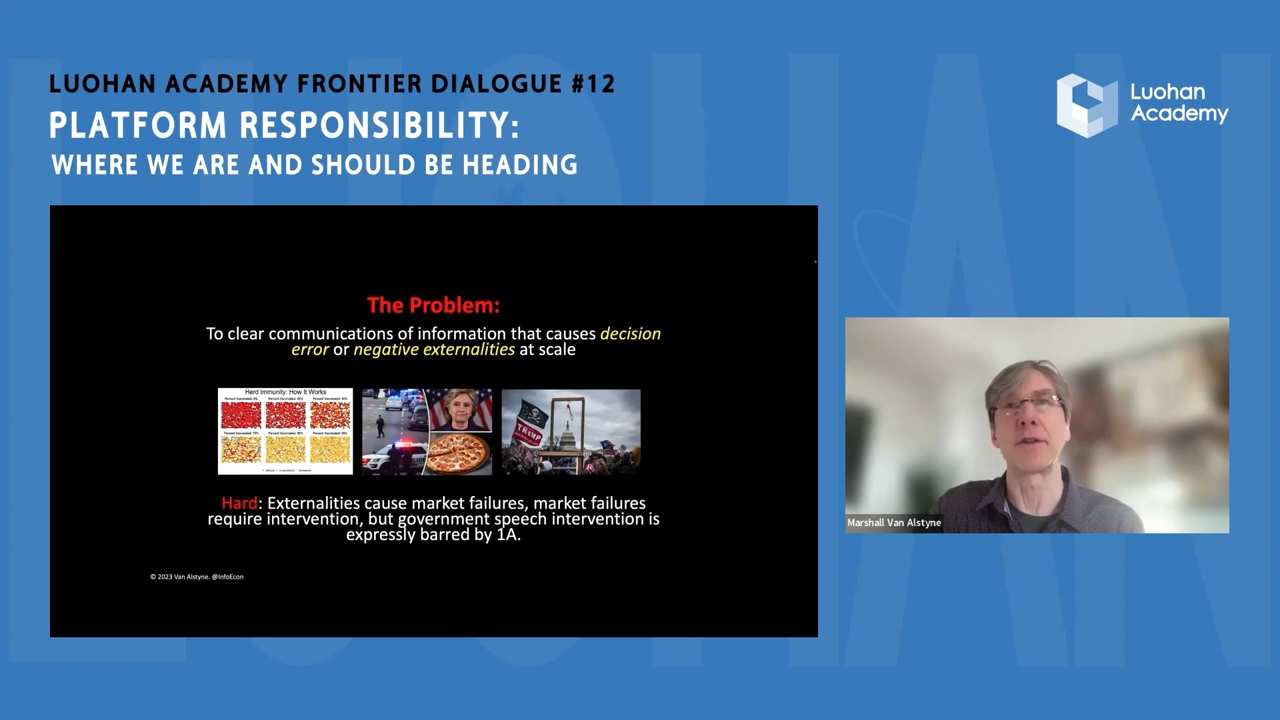 LUOHAN ACADEMY FRONTIER DIALOGUE #12
PLATFORM RESPONSIBILITY:
WHERE WE ARE AND SHOULD BE HEADING
Luohan
Academy
The Problem:
To clear communications of information that causes decision
error or negative externalities at scale
Herd Immunity: How It Works
TRUMP
Hard: Externalities cause market failures, market failures
require intervention, but government speech intervention is
expressly barred by 1A.
© 2023 Van Alstyne. @InfoEcon
Marshall Van Alstyne